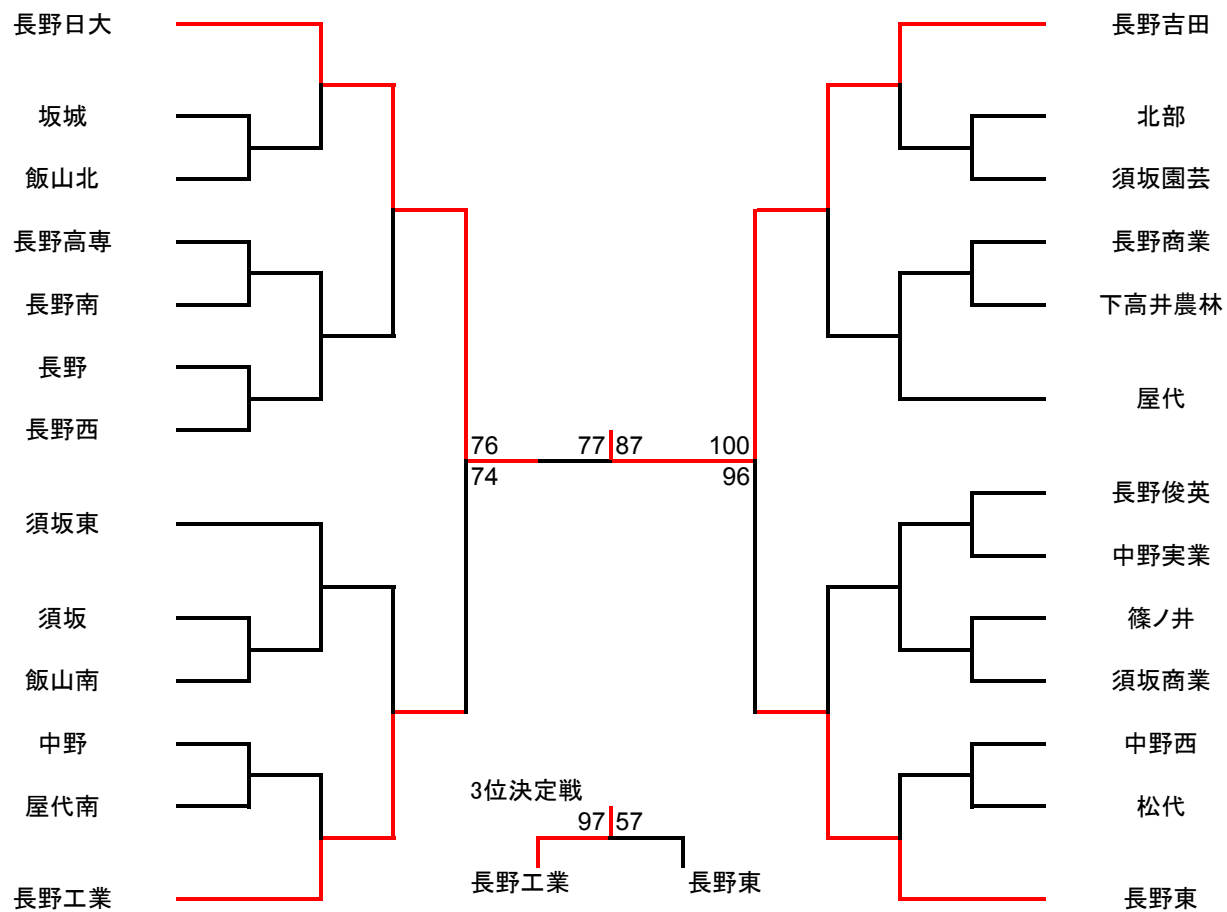 長野日大
坂城
飯山北
長野高専
長野南
長野
長野西
須坂東
須坂
飯山南
中野
屋代南
長野工業
76
74
77 87
100
96
3位決定戦
97 57
長野工業 長野東
長野吉田
北部
須坂園芸
長野商業
下高井農林
屋代
長野俊英
中野実業
篠ノ井
須坂商業
中野西
松代
長野東